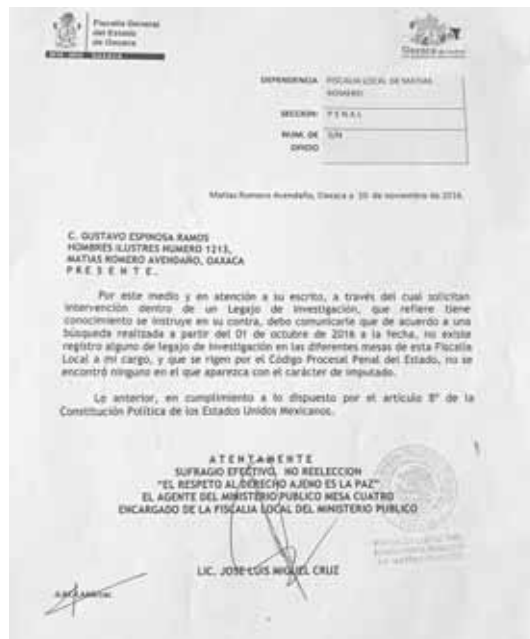 Fiscalía General
del Estado
de Oaxaca
Oaxaca
DEPENDENCIA FISCALIA LOCAL DE MATIAS
ROMERO
SECCION: P E N A L
NUM. DE S/N
OFICIO
Matías Romero Avendaño, Oaxaca a de noviembre de 2016.
C. GUSTAVO ESPINOSA RAMOS
HOMBRES ILUSTRES NUMERO 1213,
MATIAS ROMERO AVENDAÑO, OAXACA
P R E S E N T E.
Por este medio y en atención a su escrito, a través del cual solicitan
intervención dentro de un Legajo de Investigación, que refiere tiene
conocimiento se instruye en su contra, debo comunicarle que de acuerdo a una
búsqueda realizada a partir del 01 de octubre de 2016 a la fecha, no existe
registro alguno de legajo de investigación en las diferentes mesas de esta Fiscalía
Local a mi cargo, y que se rigen por el Código Procesal Penal del Estado, no se
encontró ninguno en el que aparezca con el carácter de imputado.
Lo anterior, en cumplimiento a lo dispuesto por el artículo 8º de la
Constitución Política de los Estados Unidos Mexicanos.
A T E N T A M E N T E
SUFRAGIO EFECTIVO, NO REELECCION
"EL RESPETO AL DERECHO AJENO ES LA PAZ"
EL AGENTE DEL MINISTERIO PUBLICO MESA CUATRO
ENCARGADO DE LA FISCALIA LOCAL DEL MINISTERIO PUBLICO
LIC. JOSE LUIS MIGUEL CRUZ